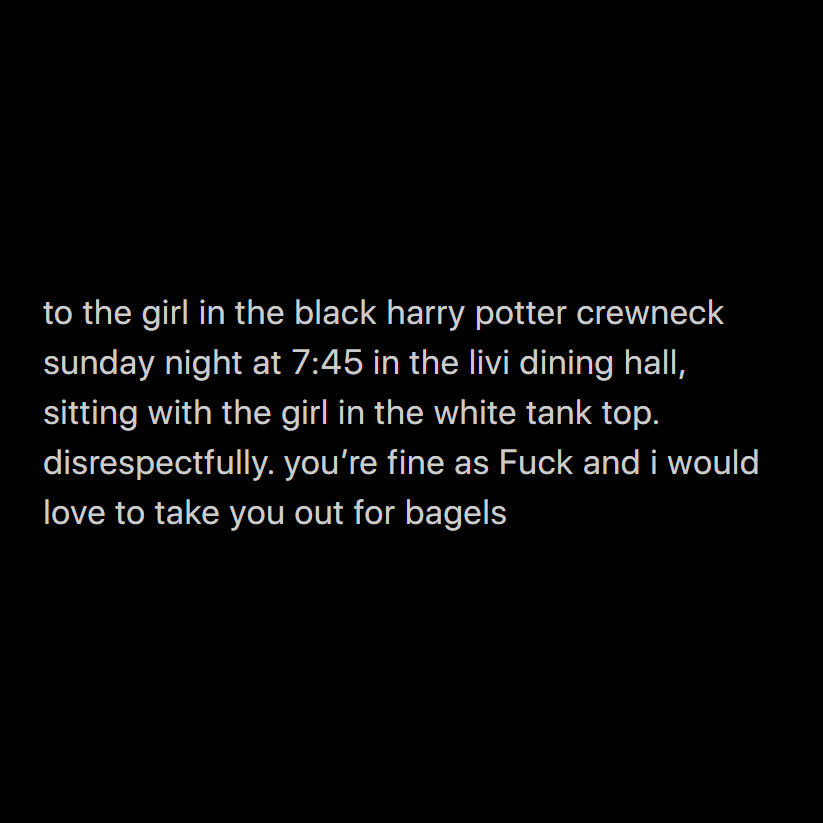 to the girl in the black harry potter crewneck
sunday night at 7:45 in the livi dining hall,
sitting with the girl in the white tank top.
disrespectfully. you’re fine as Fuck and i would
love to take you out for bagels